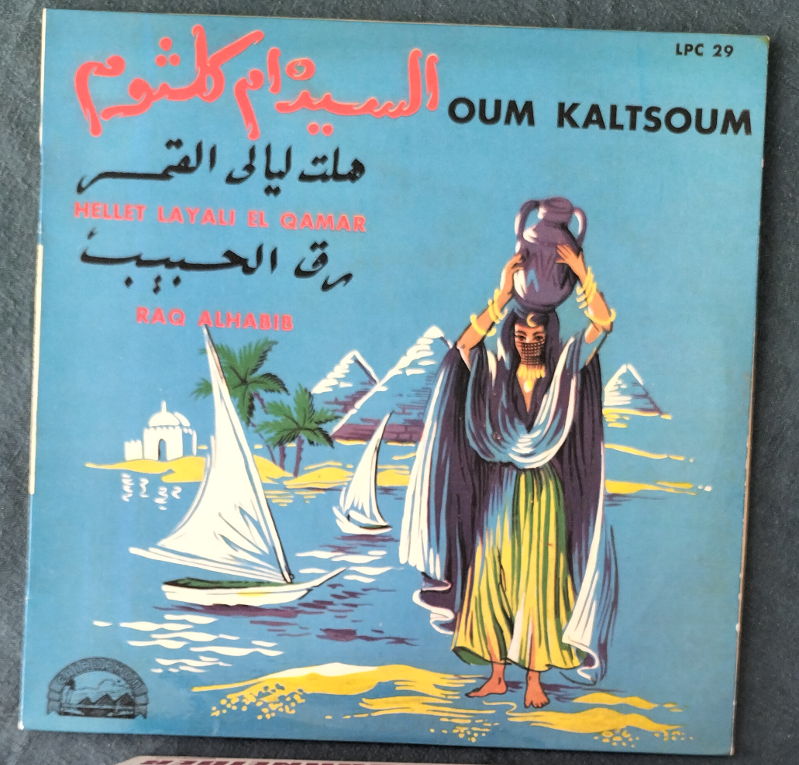 LPC 29
السيدة ام كلثوم
OUM KALTSOUM
هلت ليالى القمر
HELLET LAYALI EL QAMAR
رق الحبيب
RAQ ALHABIB